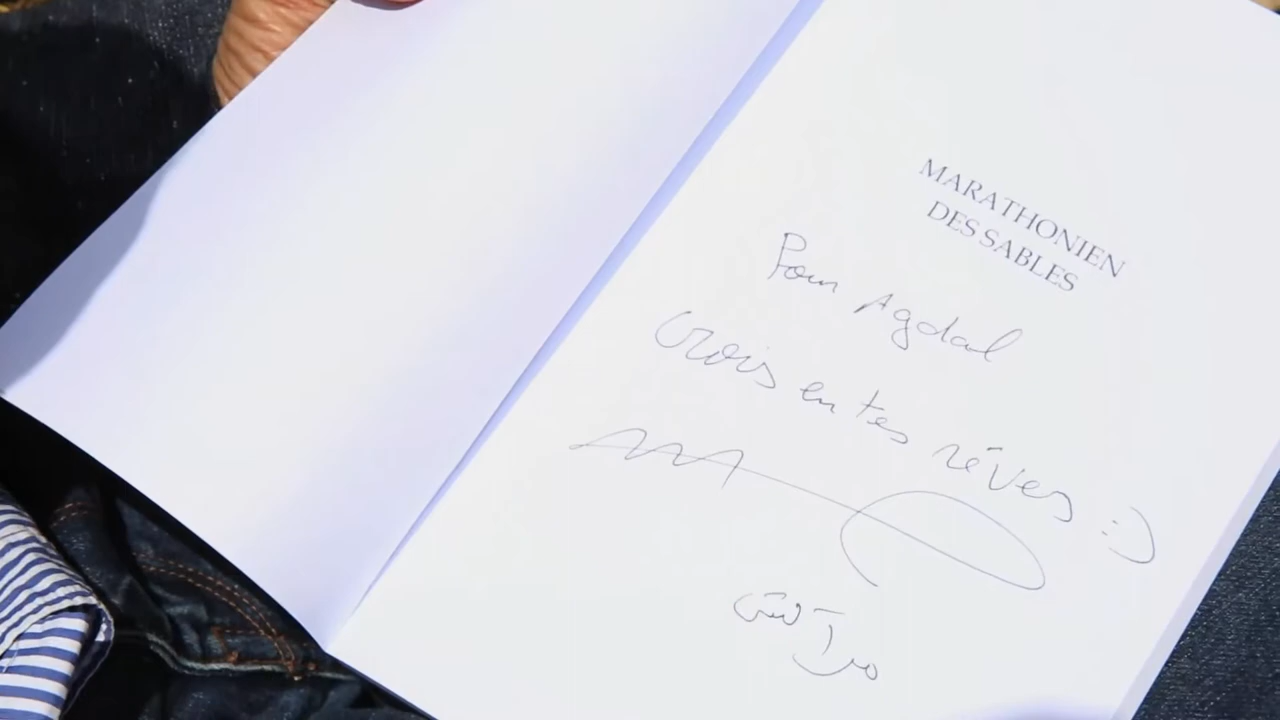 MARATHONIEN
DES SABLES
Pour Agdal
Crois en tes rêves :)